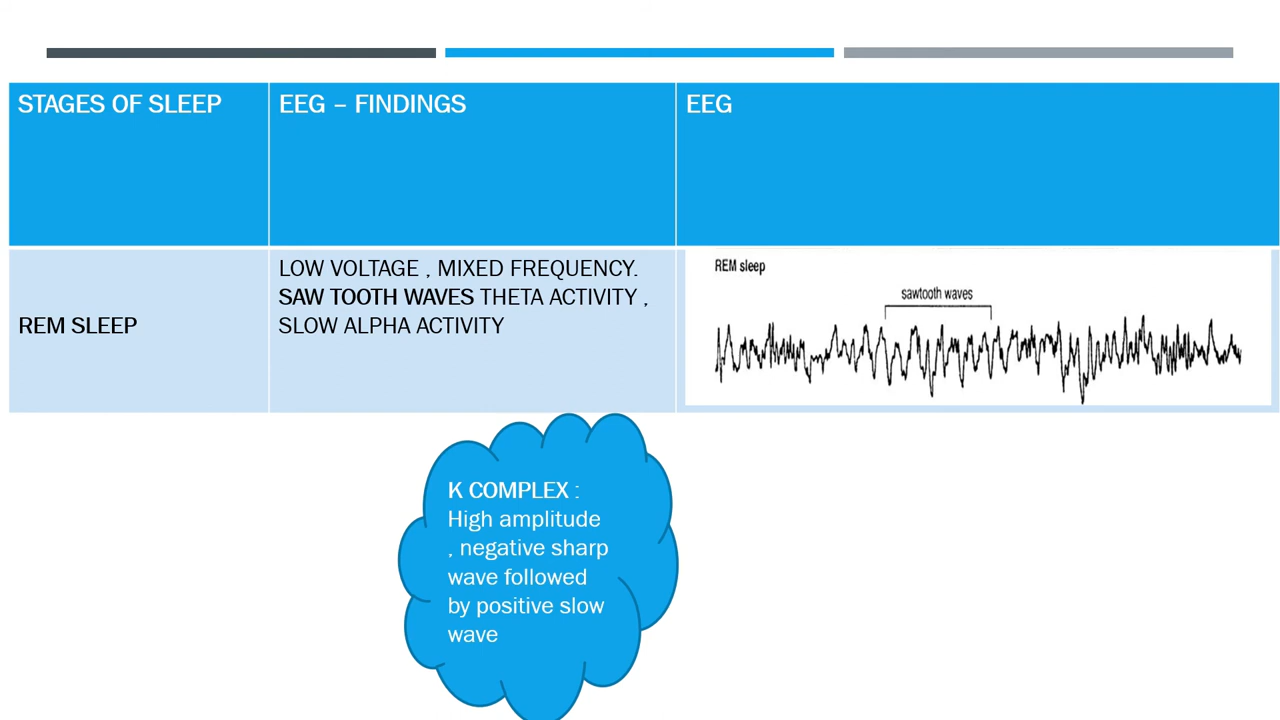 STAGES OF SLEEP
EEG – FINDINGS
EEG
REM SLEEP
LOW VOLTAGE , MIXED FREQUENCY.
SAW TOOTH WAVES THETA ACTIVITY ,
SLOW ALPHA ACTIVITY
REM sleep
sawtooth waves
K COMPLEX :
High amplitude
, negative sharp
wave followed
by positive slow
wave